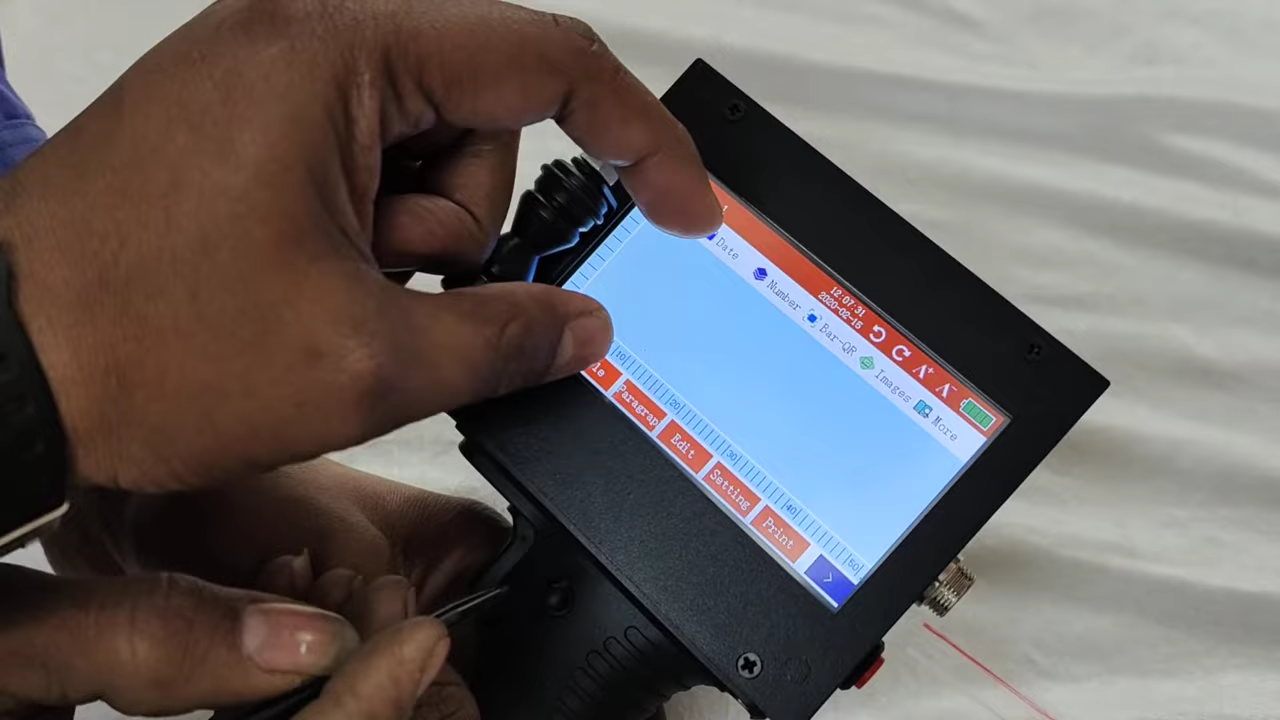 12:07:31
2020-02-15
Date
Number
Bar-QR
Images
More
10
20
30
40
50
le
Paragrap
Edit
Setting
Print
>